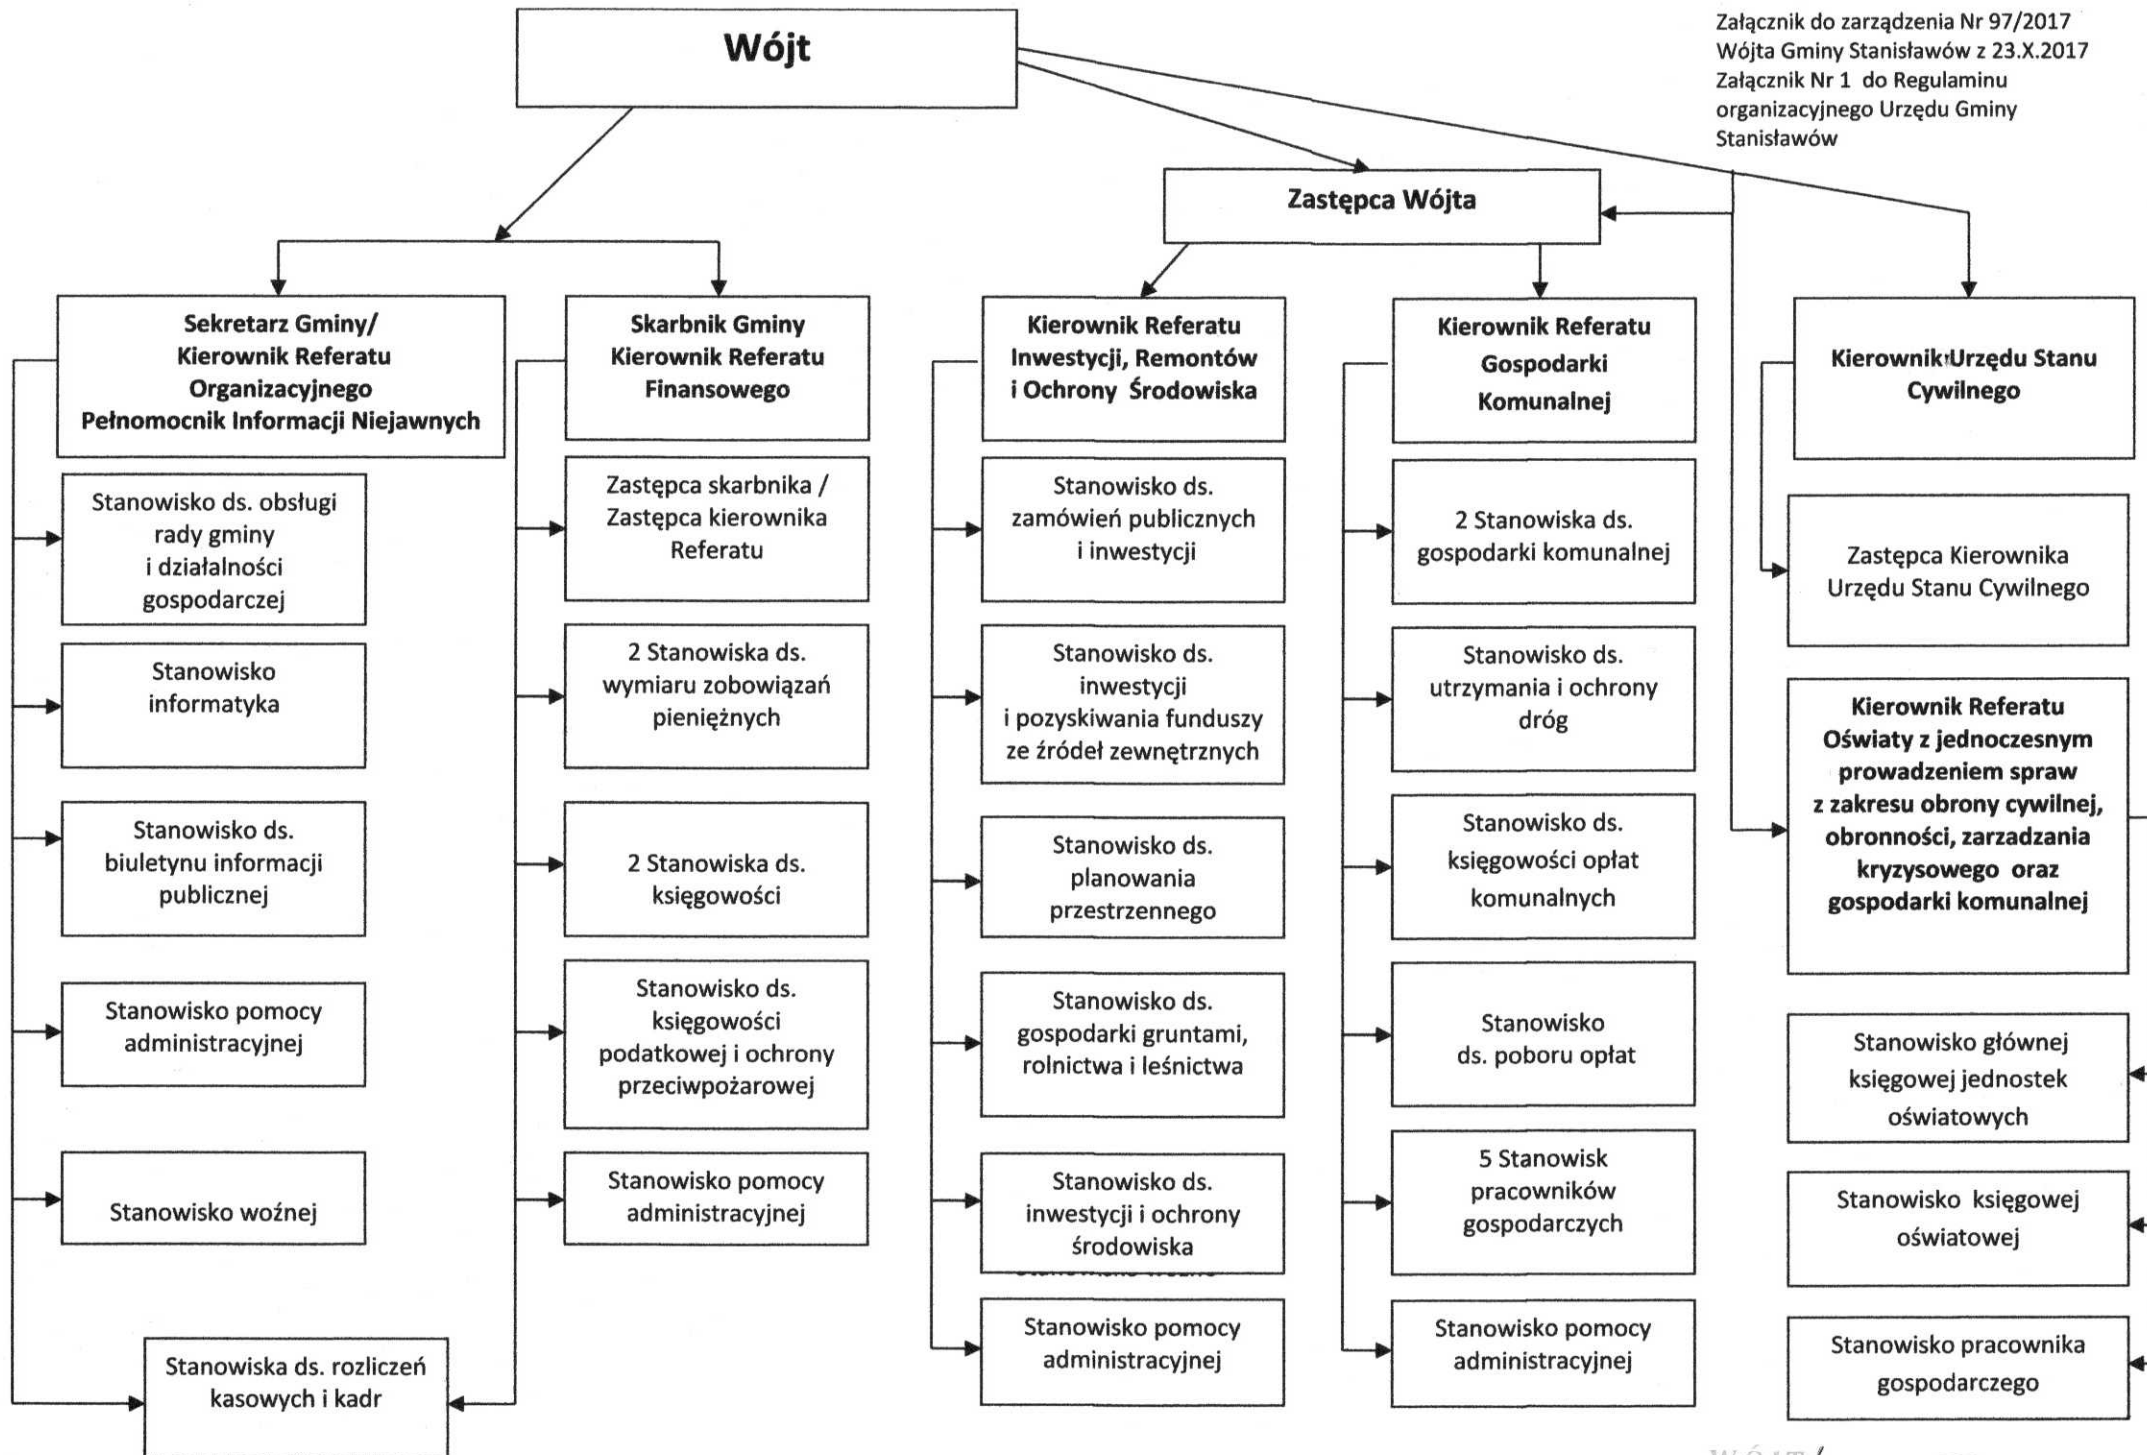 Załącznik do zarządzenia Nr 97/2017
Wójta Gminy Stanisławów z 23.X.2017
Załącznik Nr 1 do Regulaminu
organizacyjnego Urzędu Gminy
Stanisławów
Wójt
Zastępca Wójta
Sekretarz Gminy/
Kierownik Referatu
Organizacyjnego
Pełnomocnik Informacji Niejawnych
Stanowisko ds. obsługi
rady gminy
i działalności
gospodarczej
Stanowisko
informatyka
Stanowisko ds.
biuletynu informacji
publicznej
Stanowisko pomocy
administracyjnej
Stanowisko woźnej
Stanowiska ds. rozliczeń
kasowych i kadr
Skarbnik Gminy
Kierownik Referatu
Finansowego
Zastępca skarbnika /
Zastępca kierownika
Referatu
2 Stanowiska ds.
wymiaru zobowiązań
pieniężnych
2 Stanowiska ds.
księgowości
Stanowisko ds.
księgowości
podatkowej i ochrony
przeciwpożarowej
Stanowisko pomocy
administracyjnej
Kierownik Referatu
Inwestycji, Remontów
i Ochrony Środowiska
Stanowisko ds.
zamówień publicznych
i inwestycji
Stanowisko ds.
inwestycji
i pozyskiwania funduszy
ze źródeł zewnętrznych
Stanowisko ds.
planowania
przestrzennego
Stanowisko ds.
gospodarki gruntami,
rolnictwa i leśnictwa
Stanowisko ds.
inwestycji i ochrony
środowiska
Stanowisko pomocy
administracyjnej
Kierownik Referatu
Gospodarki
Komunalnej
2 Stanowiska ds.
gospodarki komunalnej
Stanowisko ds.
utrzymania i ochrony
dróg
Stanowisko ds.
księgowości opłat
komunalnych
Stanowisko
ds. poboru opłat
5 Stanowisk
pracowników
gospodarczych
Stanowisko pomocy
administracyjnej
Kierownik Urzędu Stanu
Cywilnego
Zastępca Kierownika
Urzędu Stanu Cywilnego
Kierownik Referatu
Oświaty z jednoczesnym
prowadzeniem spraw
z zakresu obrony cywilnej,
obronności, zarzadzania
kryzysowego oraz
gospodarki komunalnej
Stanowisko głównej
księgowej jednostek
oświatowych
Stanowisko księgowej
oświatowej
Stanowisko pracownika
gospodarczego
WÓJT